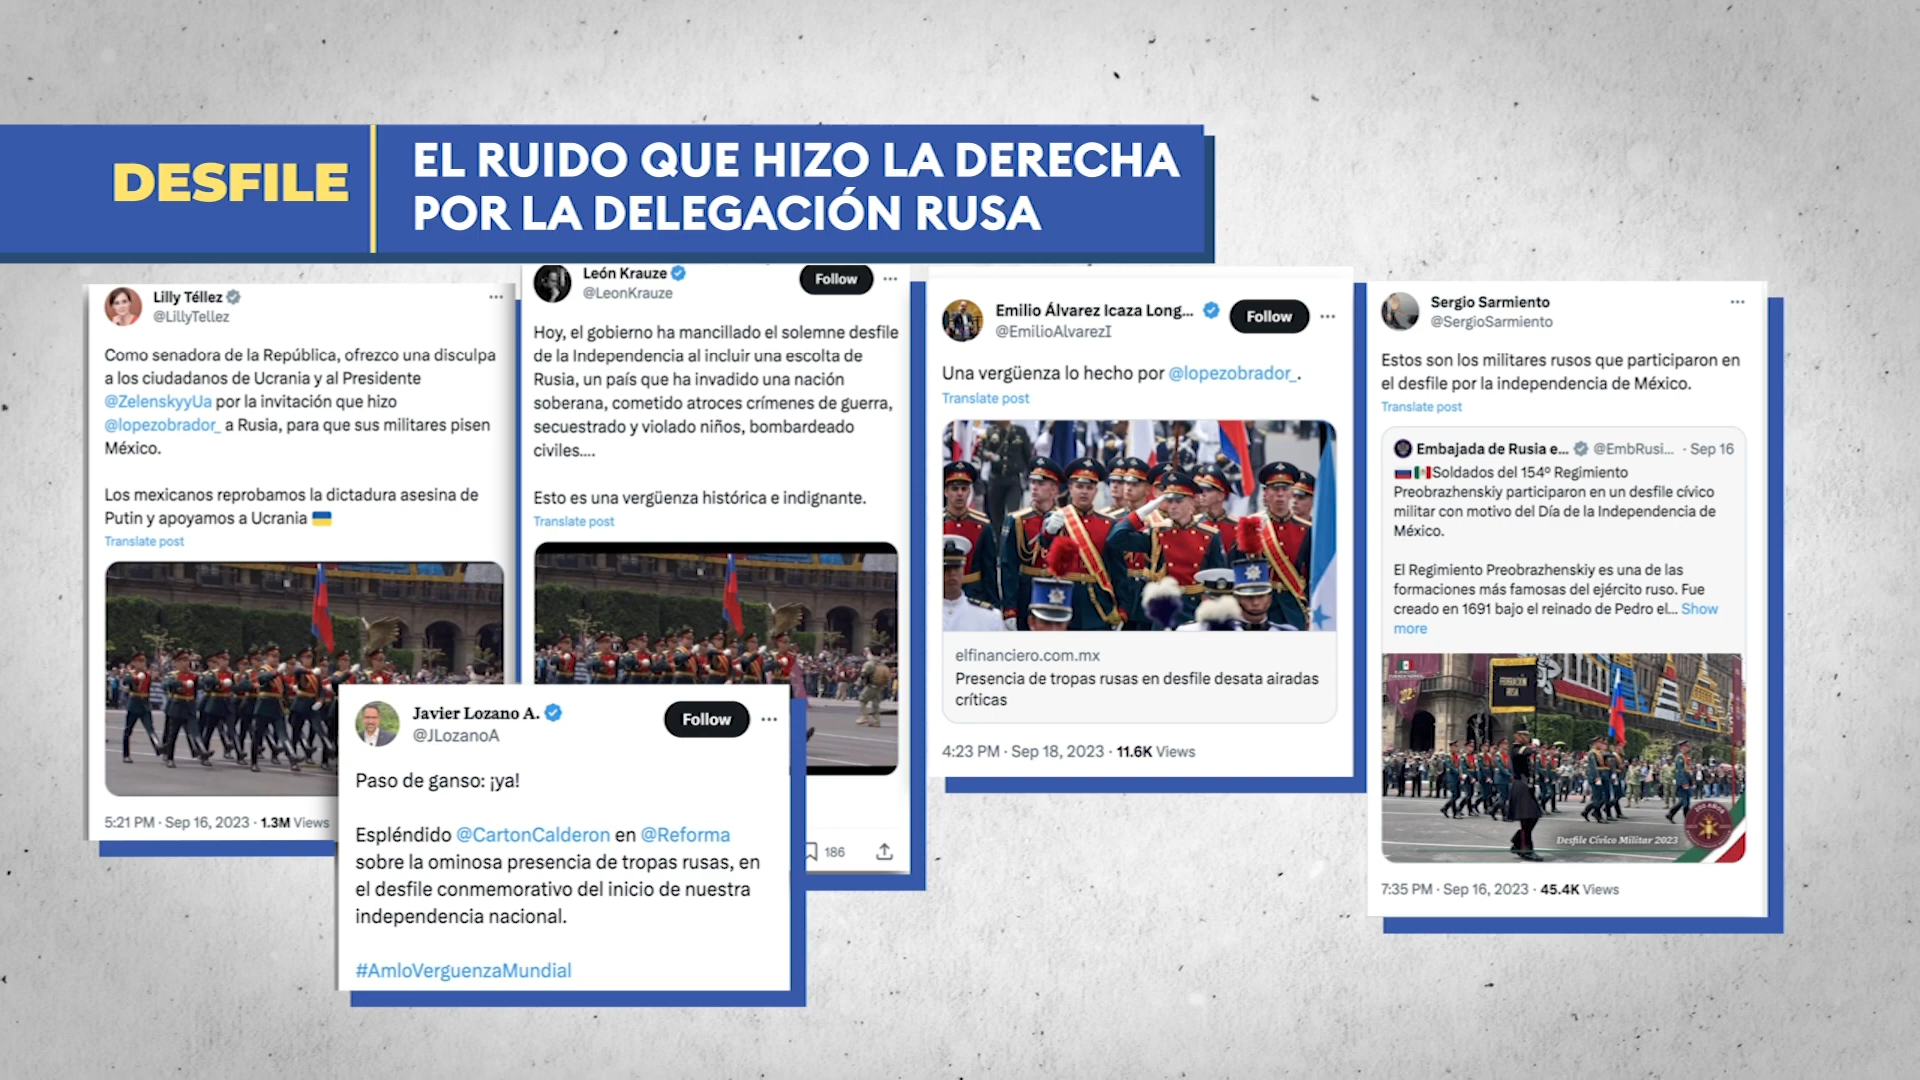 DESFILE
EL RUIDO QUE HIZO LA DERECHA
POR LA DELEGACIÓN RUSA
Lilly Téllez
@LillyTellez
Como senadora de la República, ofrezco una disculpa
a los ciudadanos de Ucrania y al Presidente
@ZelenskyyUa por la invitación que hizo
@lopezobrador_ a Rusia, para que sus militares pisen
México.
Los mexicanos reprobamos la dictadura asesina de
Putin y apoyamos a Ucrania 🇺🇦
Translate post
5:21 PM · Sep 16, 2023 · 1.3M Views
León Krauze
@LeonKrauze
Follow
Hoy, el gobierno ha mancillado el solemne desfile
de la Independencia al incluir una escolta de
Rusia, un país que ha invadido una nación
soberana, cometido atroces crímenes de guerra,
secuestrado y violado niños, bombardeado
civiles....
Esto es una vergüenza histórica e indignante.
Translate post
186
Javier Lozano A.
@JLozanoA
Follow
Paso de ganso: ¡ya!
Espléndido @CartonCalderon en @Reforma
sobre la ominosa presencia de tropas rusas, en
el desfile conmemorativo del inicio de nuestra
independencia nacional.
#AmloVerguenzaMundial
Emilio Álvarez Icaza Long...
@EmilioAlvarezI
Follow
Una vergüenza lo hecho por @lopezobrador_.
Translate post
elfinanciero.com.mx
Presencia de tropas rusas en desfile desata airadas
críticas
4:23 PM · Sep 18, 2023 · 11.6K Views
Sergio Sarmiento
@SergioSarmiento
Estos son los militares rusos que participaron en
el desfile por la independencia de México.
Translate post
Embajada de Rusia e... @EmbRusi... · Sep 16
🇷🇺🇲🇽Soldados del 154º Regimiento
Preobrazhenskiy participaron en un desfile cívico
militar con motivo del Día de la Independencia de
México.
El Regimiento Preobrazhenskiy es una de las
formaciones más famosas del ejército ruso. Fue
creado en 1691 bajo el reinado de Pedro el... Show
more
FEDERACIÓN
RUSA
Desfile Cívico Militar 2023
7:35 PM · Sep 16, 2023 · 45.4K Views